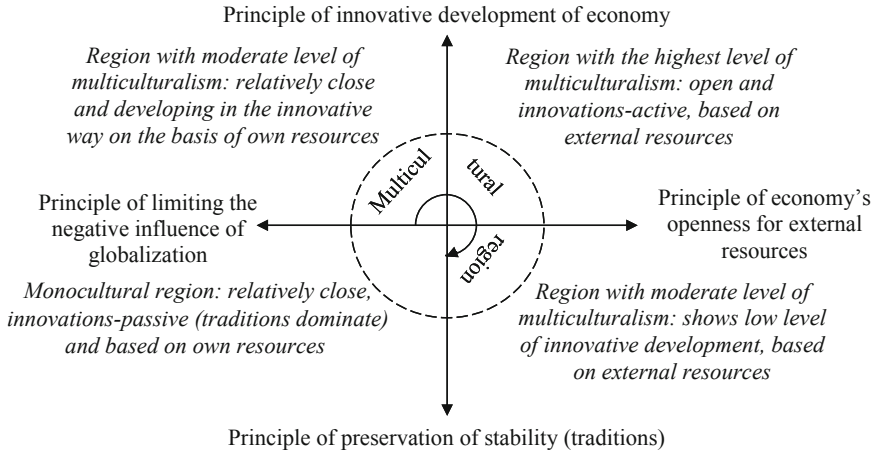 Principle of innovative development of economy
Region with moderate level of
multiculturalism: relatively close
and developing in the innovative
way on the basis of own resources
Region with the highest level of
multiculturalism: open and
innovations-active, based on
external resources
Multicul
tural
region
Principle of limiting the
negative influence of
globalization
Principle of economy's
openness for external
resources
Monocultural region: relatively close,
innovations-passive (traditions dominate)
and based on own resources
Region with moderate level of
multiculturalism: shows low level
of innovative development, based
on external resources
Principle of preservation of stability (traditions)